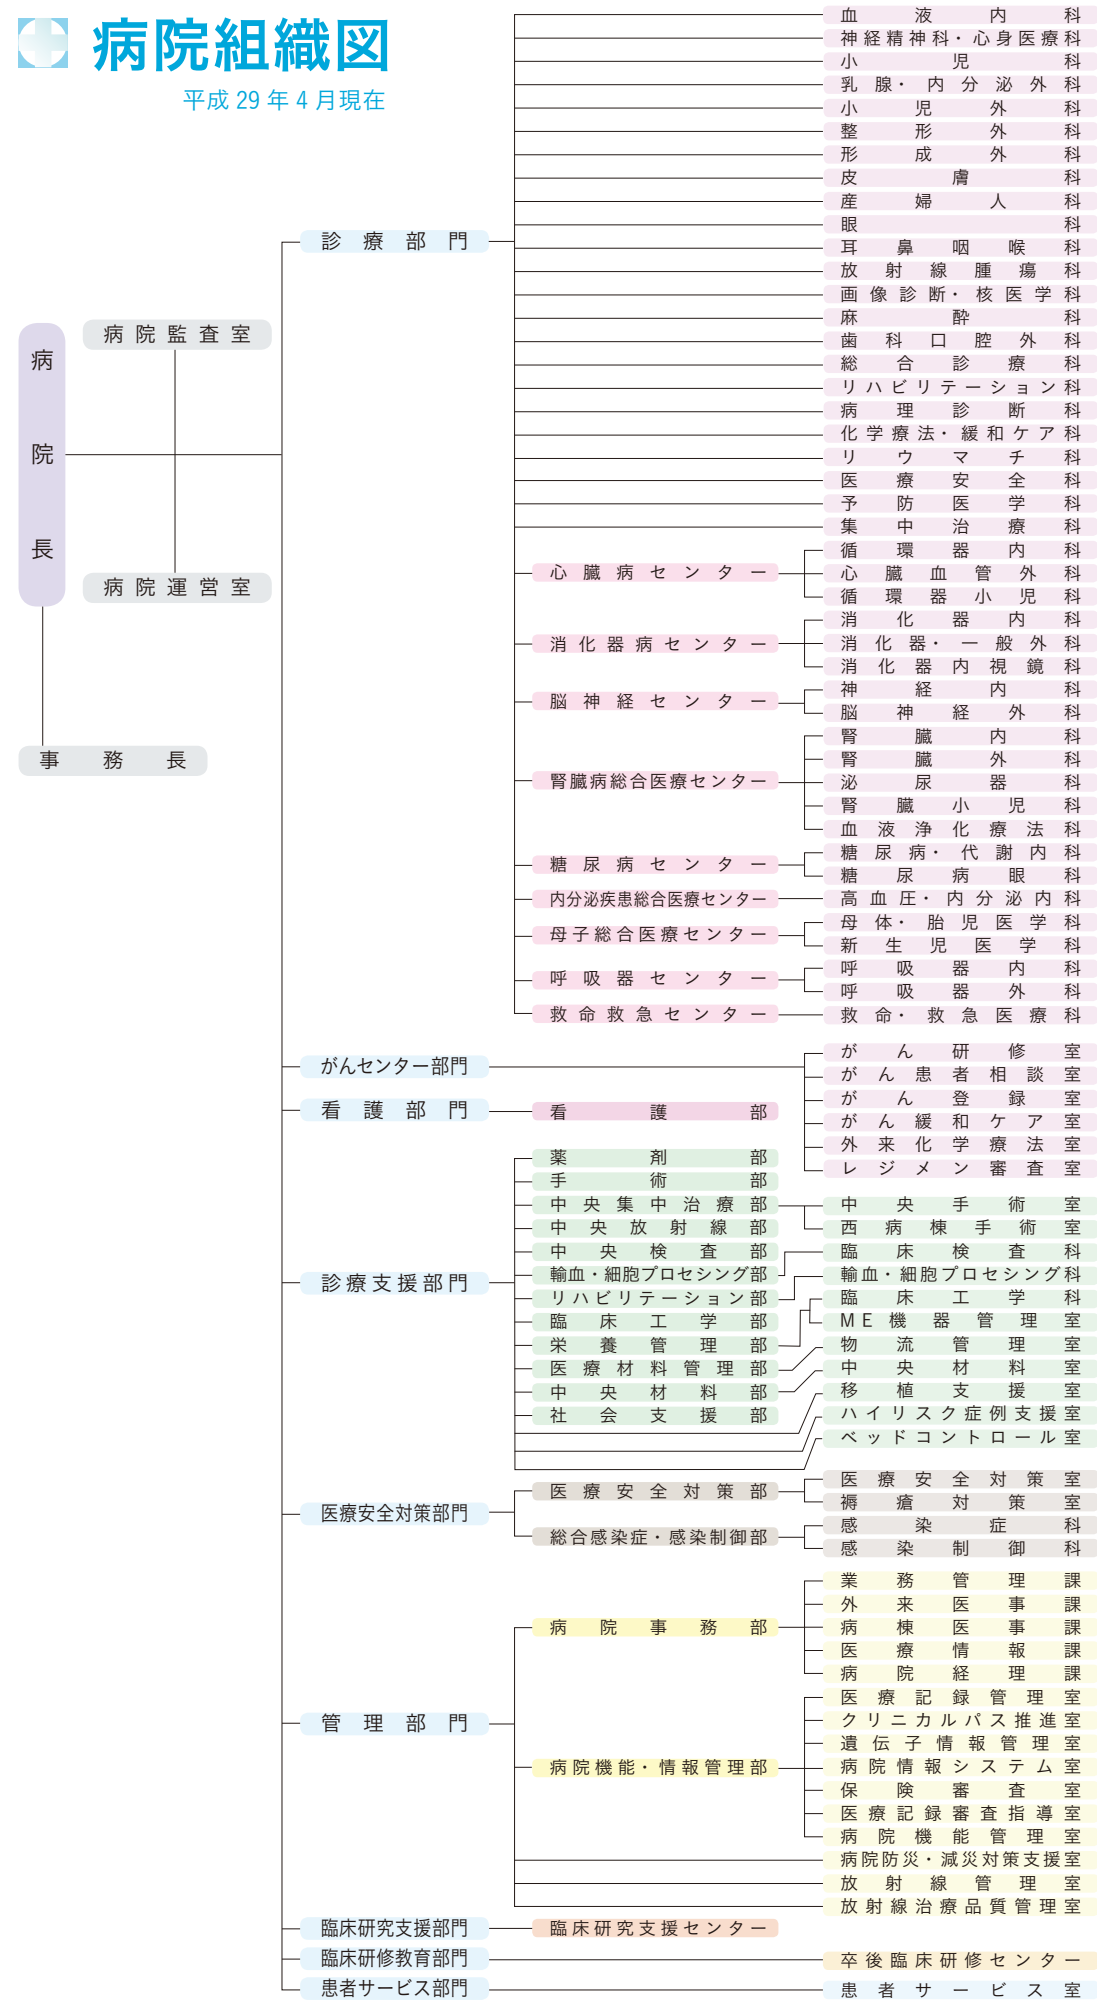 病院組織図
平成 29 年 4 月現在
病院長
病院監査室
病院運営室
事務長
診療部門
血液内科
神経精神科・心身医療科
小児科
乳腺・内分泌外科
小児外科
整形外科
形成外科
皮膚科
産婦人科
眼科
耳鼻咽喉科
放射線腫瘍科
画像診断・核医学科
麻酔科
歯科口腔外科
総合診療科
リハビリテーション科
病理診断科
化学療法・緩和ケア科
リウマチ科
医療安全科
予防医学科
集中治療科
心臓病センター
循環器内科
心臓血管外科
循環器小児科
消化器病センター
消化器内科
消化器・一般外科
消化器内視鏡科
脳神経センター
神経内科
脳神経外科
腎臓病総合医療センター
腎臓内科
腎臓外科
泌尿器科
腎臓小児科
血液浄化療法科
糖尿病センター
糖尿病・代謝内科
糖尿病眼科
内分泌疾患総合医療センター
高血圧・内分泌内科
母子総合医療センター
母体・胎児医学科
新生児医学科
呼吸器センター
呼吸器内科
呼吸器外科
救命救急センター
救命・救急医療科
がんセンター部門
がん研修室
がん患者相談室
がん登録室
がん緩和ケア室
外来化学療法室
レジメン審査室
看護部門
看護部
診療支援部門
薬剤部
手術部
中央集中治療部
中央放射線部
中央検査部
輸血・細胞プロセシング部
リハビリテーション部
臨床工学部
栄養管理部
医療材料管理部
中央材料部
社会支援部
中央手術室
西病棟手術室
臨床検査科
輸血・細胞プロセシング科
臨床工学科
ME機器管理室
物流管理室
中央材料室
移植支援室
ハイリスク症例支援室
ベッドコントロール室
医療安全対策部門
医療安全対策部
医療安全対策室
褥瘡対策室
総合感染症・感染制御部
感染症科
感染制御科
管理部門
病院事務部
業務管理課
外来医事課
病棟医事課
医療情報課
病院経理課
病院機能・情報管理部
医療記録管理室
クリニカルパス推進室
遺伝子情報管理室
病院情報システム室
保険審査室
医療記録審査指導室
病院機能管理室
病院防災・減災対策支援室
放射線管理室
放射線治療品質管理室
臨床研究支援部門
臨床研究支援センター
臨床研修教育部門
卒後臨床研修センター
患者サービス部門
患者サービス室